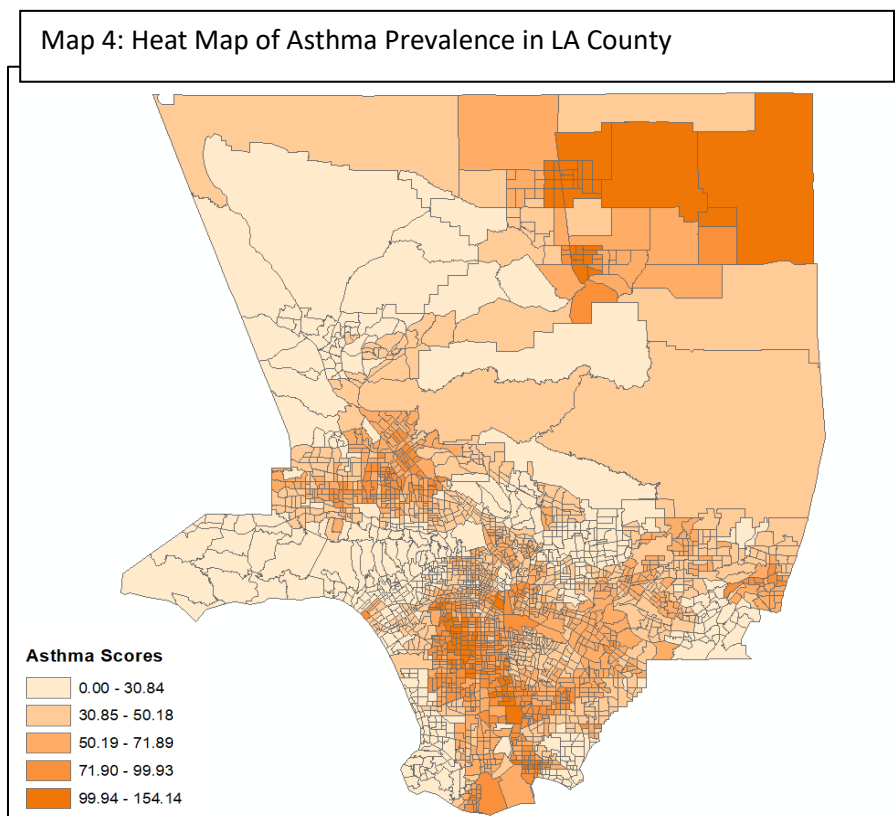 Map 4: Heat Map of Asthma Prevalence in LA County
Asthma Scores
0.00 - 30.84
30.85 - 50.18
50.19 - 71.89
71.90 - 99.93
99.94 - 154.14